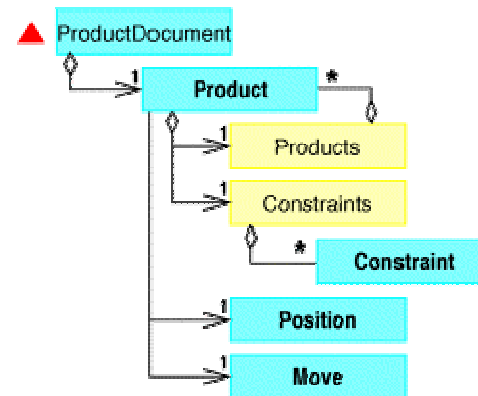 ProductDocument
1
Product
*
1
Products
1
Constraints
*
Constraint
1
Position
1
Move